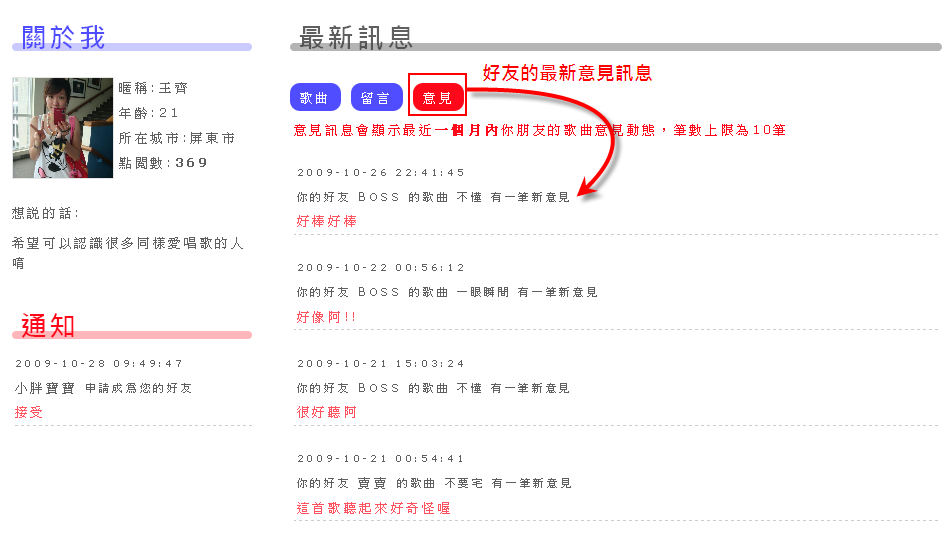 關於我
暱稱:王齊
年齡:21
所在城市:屏東市
點閱數:369
想說的話:
希望可以認識很多同樣愛唱歌的人
唷
通知
2009-10-28 09:49:47
小胖寶寶 申請成為您的好友
接受
最新訊息
歌曲 留言 意見
好友的最新意見訊息
意見訊息會顯示最近一個月內你朋友的歌曲意見動態，筆數上限為10筆
2009-10-26 22:41:45
你的好友 BOSS 的歌曲 不懂 有一筆新意見
好棒好棒
2009-10-22 00:56:12
你的好友 BOSS 的歌曲 一眼瞬間 有一筆新意見
好像阿!!
2009-10-21 15:03:24
你的好友 BOSS 的歌曲 不懂 有一筆新意見
很好聽阿
2009-10-21 00:54:41
你的好友 賣賣 的歌曲 不要宅 有一筆新意見
這首歌聽起來好奇怪喔